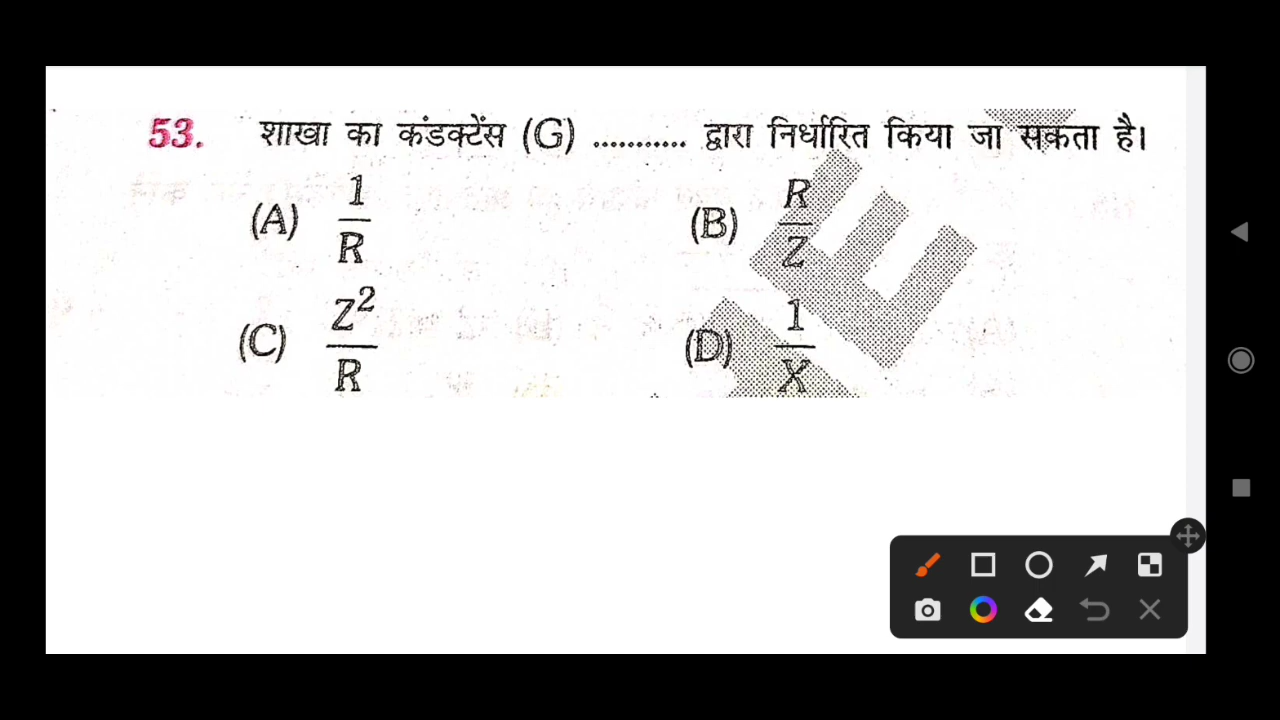 53. शाखा का कंडक्टेंस (G) ........... द्वारा निर्धारित किया जा सकता है।
(A) 1/R (B) R/Z
(C) Z²/R (D) 1/X